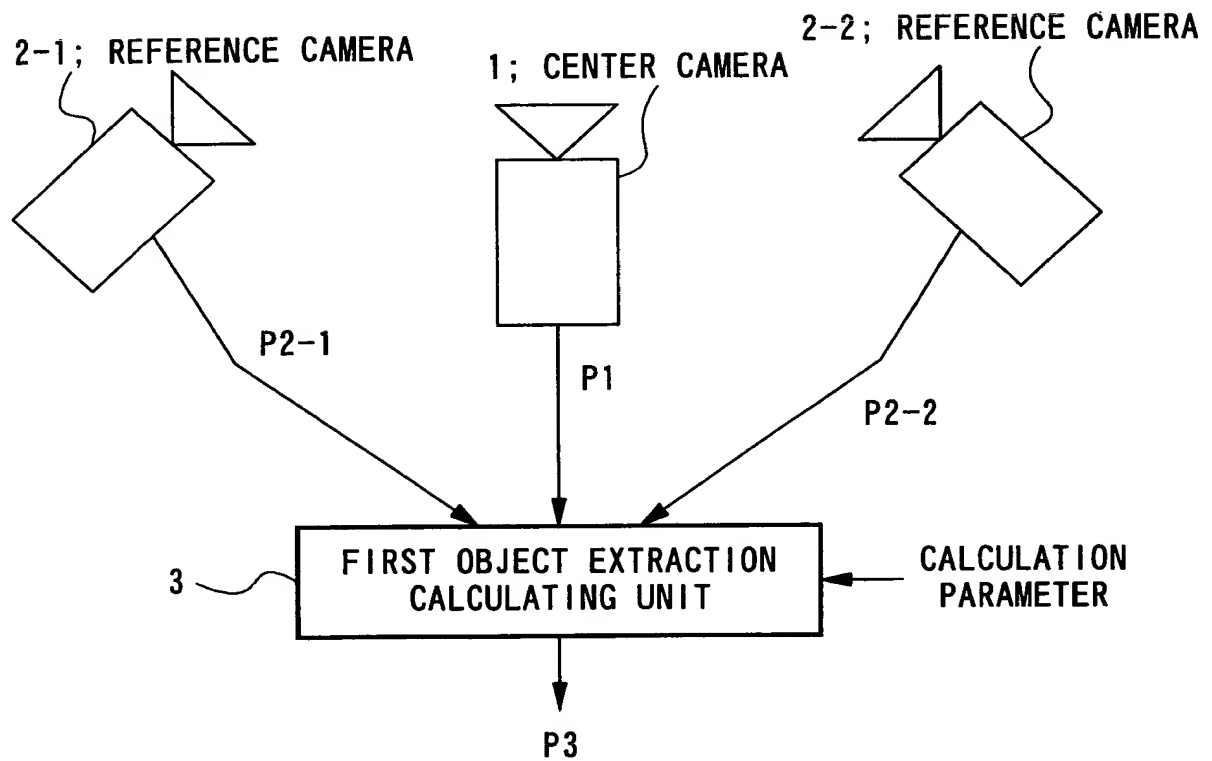 2-1; REFERENCE CAMERA
1; CENTER CAMERA
2-2; REFERENCE CAMERA
P2-1
P1
P2-2
3
FIRST OBJECT EXTRACTION
CALCULATING UNIT
CALCULATION
PARAMETER
P3